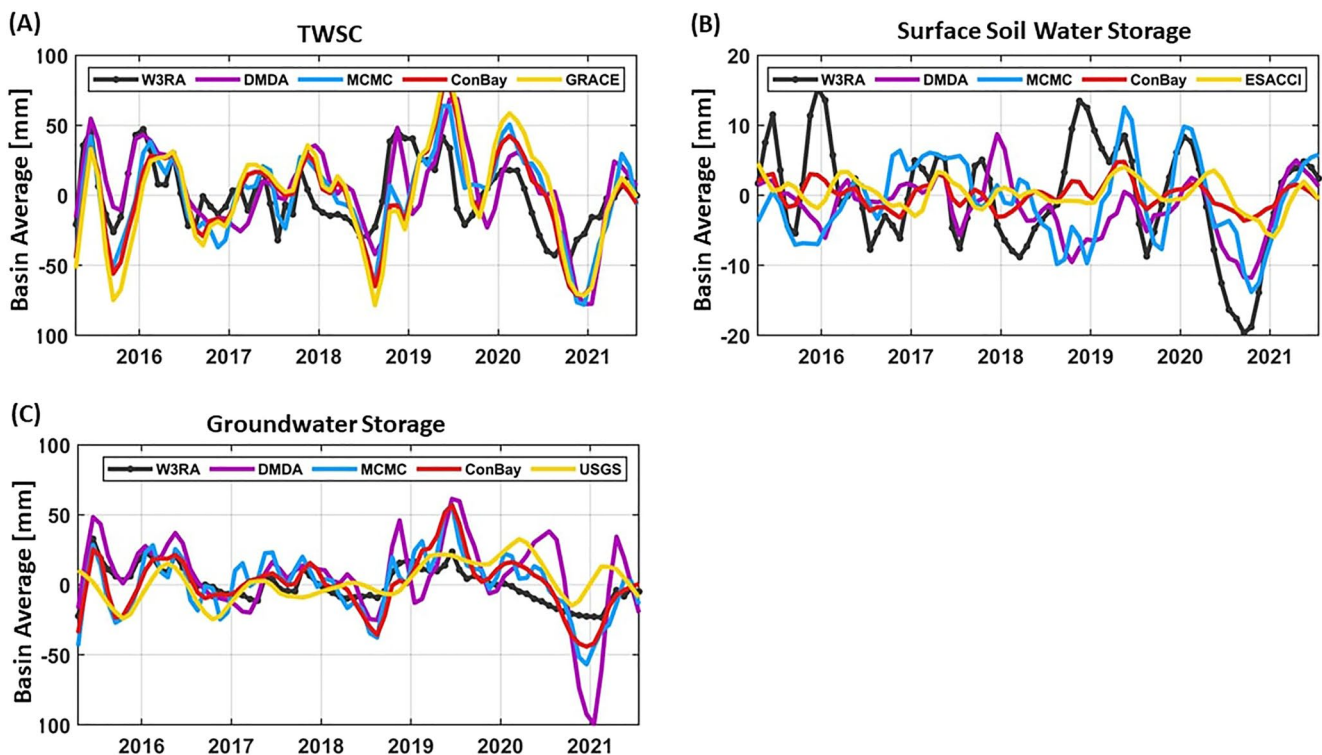 (A)
TWSC
100
50
0
-50
100
Basin Average [mm]
W3RA DMDA MCMC ConBay GRACE
2016 2017 2018 2019 2020 2021
(B)
Surface Soil Water Storage
20
10
0
-10
-20
Basin Average [mm]
W3RA DMDA MCMC ConBay ESACCI
2016 2017 2018 2019 2020 2021
(C)
Groundwater Storage
100
50
0
-50
100
Basin Average [mm]
W3RA DMDA MCMC ConBay USGS
2016 2017 2018 2019 2020 2021